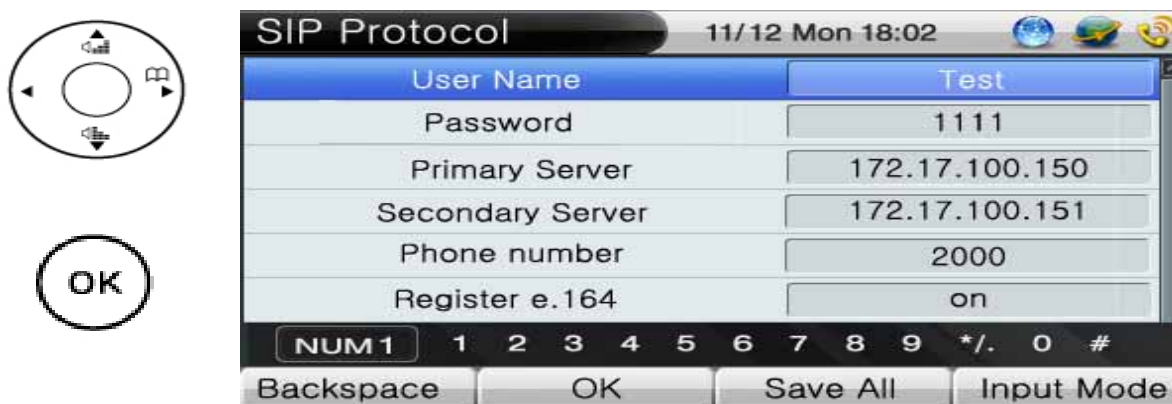 SIP Protocol 11/12 Mon 18:02
User Name Test
Password 1111
Primary Server 172.17.100.150
Secondary Server 172.17.100.151
Phone number 2000
Register e.164 on
OK
NUM1 1 2 3 4 5 6 7 8 9 */. 0 #
Backspace OK Save All Input Mode